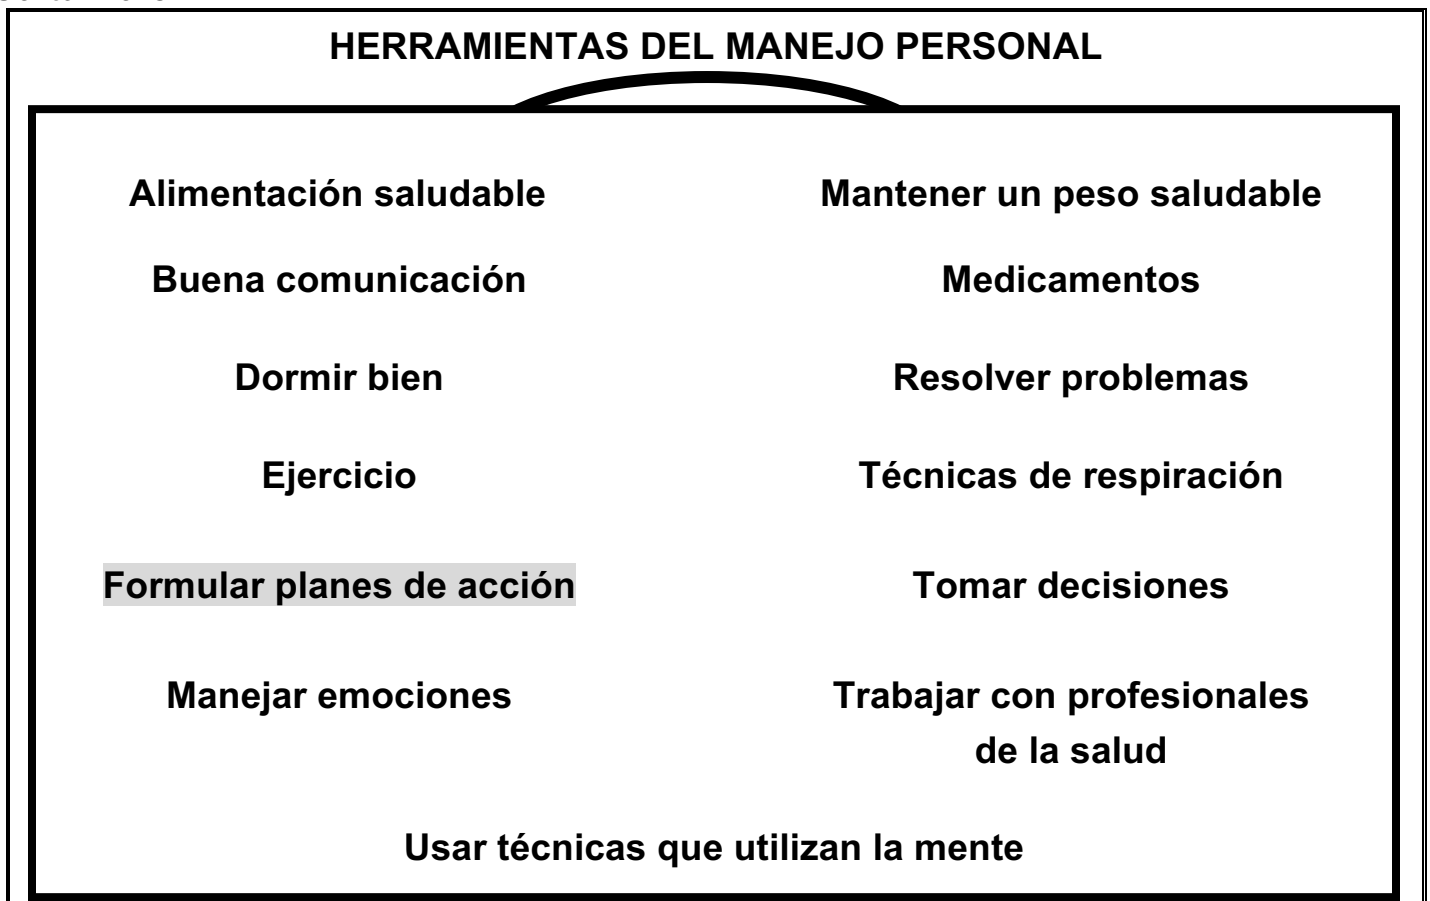 HERRAMIENTAS DEL MANEJO PERSONAL
Alimentación saludable
Mantener un peso saludable
Buena comunicación
Medicamentos
Dormir bien
Resolver problemas
Ejercicio
Técnicas de respiración
Formular planes de acción
Tomar decisiones
Manejar emociones
Trabajar con profesionales
de la salud
Usar técnicas que utilizan la mente